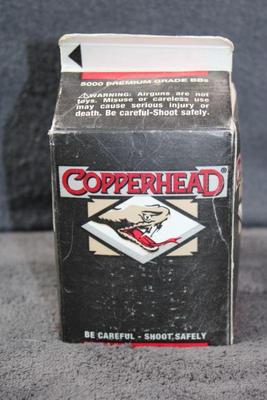 5000 PREMIUM GRADE BBs
⚠WARNING: Airguns are not
toys. Misuse or careless use
may cause serious injury or
death. Be careful-Shoot safely.
COPPERHEAD®
BE CAREFUL - SHOOT SAFELY